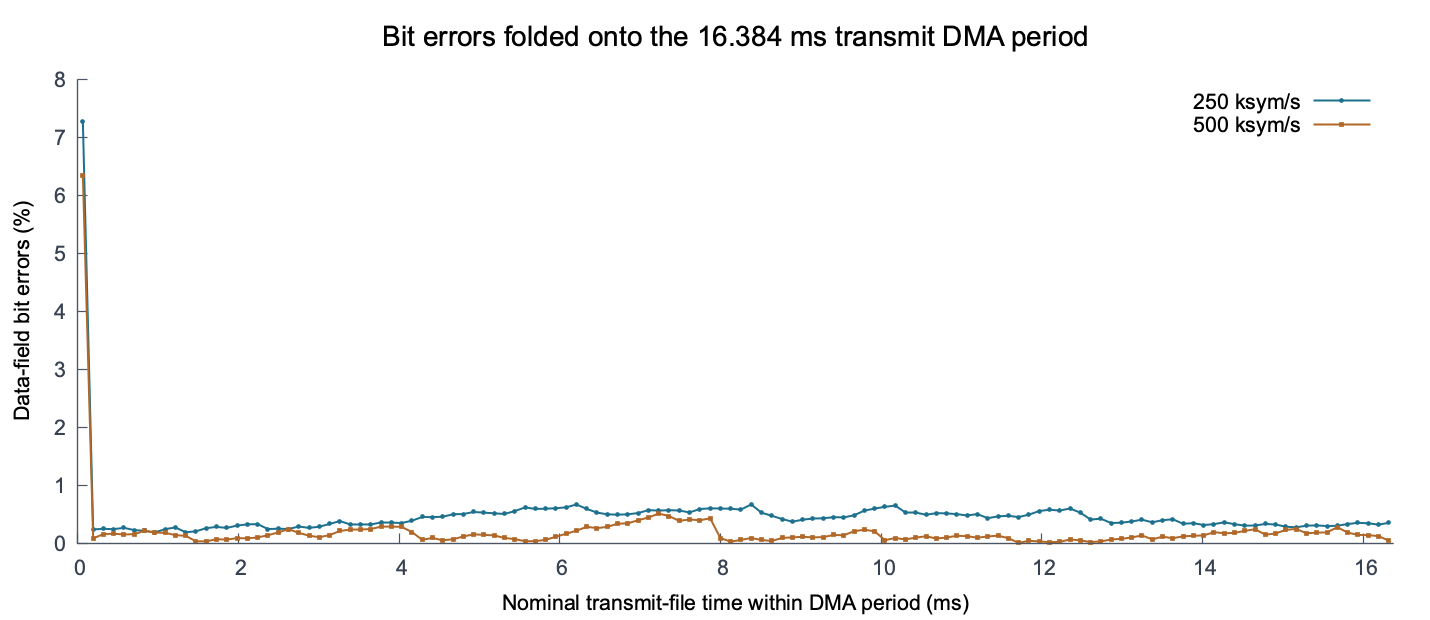 Bit errors folded onto the 16.384 ms transmit DMA period
250 ksym/s
500 ksym/s
Data-field bit errors (%)
8
7
6
5
4
3
2
1
0
0 2 4 6 8 10 12 14 16
Nominal transmit-file time within DMA period (ms)